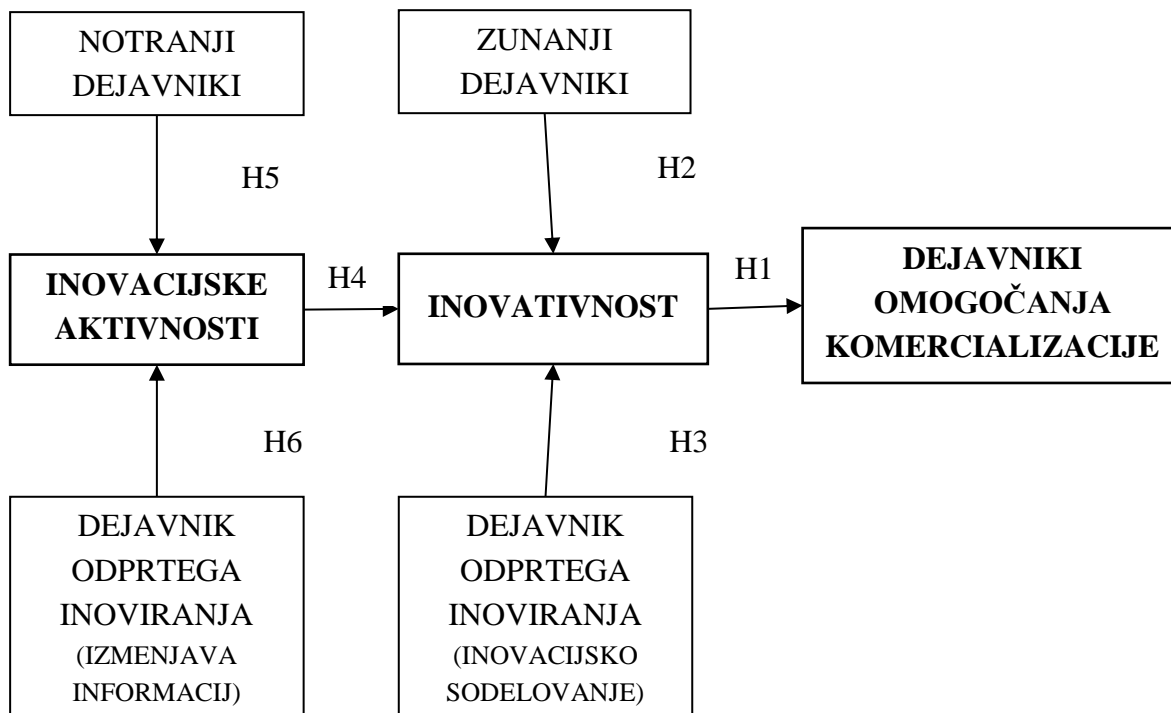 NOTRANJI
DEJAVNIKI
ZUNANJI
DEJAVNIKI
H5
H2
INOVACIJSKE
AKTIVNOSTI
H4
INOVATIVNOST
H1
DEJAVNIKI
OMOGOČANJA
KOMERCIALIZACIJE
H6
H3
DEJAVNIK
ODPRTEGA
INOVIRANJA
(IZMENJAVA
INFORMACIJ)
DEJAVNIK
ODPRTEGA
INOVIRANJA
(INOVACIJSKO
SODELOVANJE)